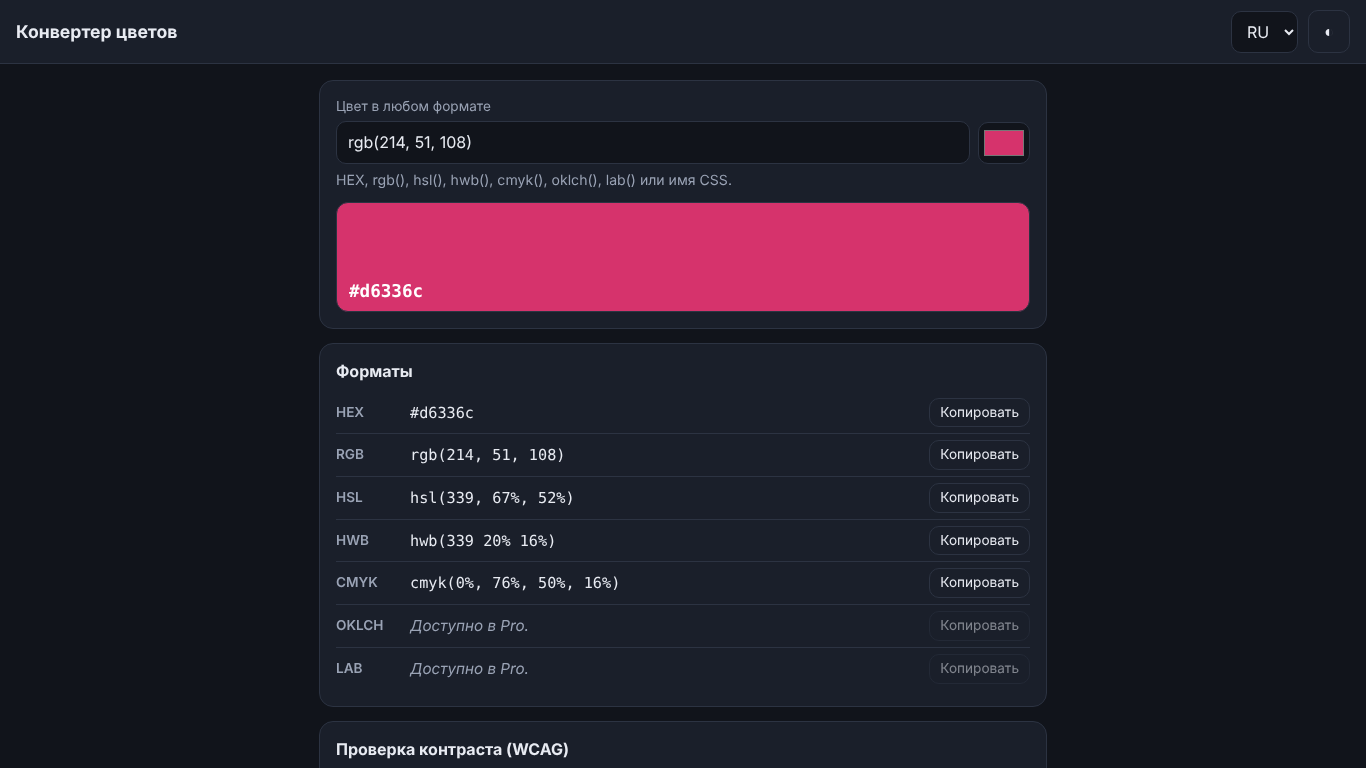 Конвертер цветов
RU
Цвет в любом формате
rgb(214, 51, 108)
HEX, rgb(), hsl(), hwb(), cmyk(), oklch(), lab() или имя CSS.
#d6336c
Форматы
HEX #d6336c Копировать
RGB rgb(214, 51, 108) Копировать
HSL hsl(339, 67%, 52%) Копировать
HWB hwb(339 20% 16%) Копировать
CMYK cmyk(0%, 76%, 50%, 16%) Копировать
OKLCH Доступно в Pro. Копировать
LAB Доступно в Pro. Копировать
Проверка контраста (WCAG)